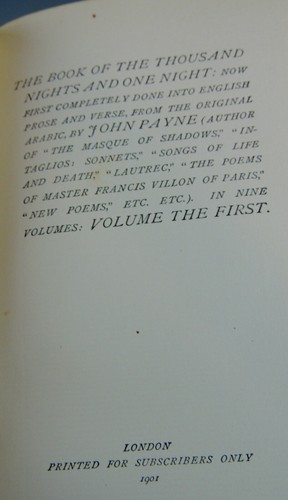 THE BOOK OF THE THOUSAND
NIGHTS AND ONE NIGHT: NOW
FIRST COMPLETELY DONE INTO ENGLISH
PROSE AND VERSE, FROM THE ORIGINAL
ARABIC, BY JOHN PAYNE (AUTHOR
OF "THE MASQUE OF SHADOWS," "IN-
TAGLIOS: SONNETS," "SONGS OF LIFE
AND DEATH," "LAUTREC," "THE POEMS
OF MASTER FRANCIS VILLON OF PARIS,"
"NEW POEMS," ETC. ETC.). IN NINE
VOLUMES: VOLUME THE FIRST.
LONDON
PRINTED FOR SUBSCRIBERS ONLY
1901